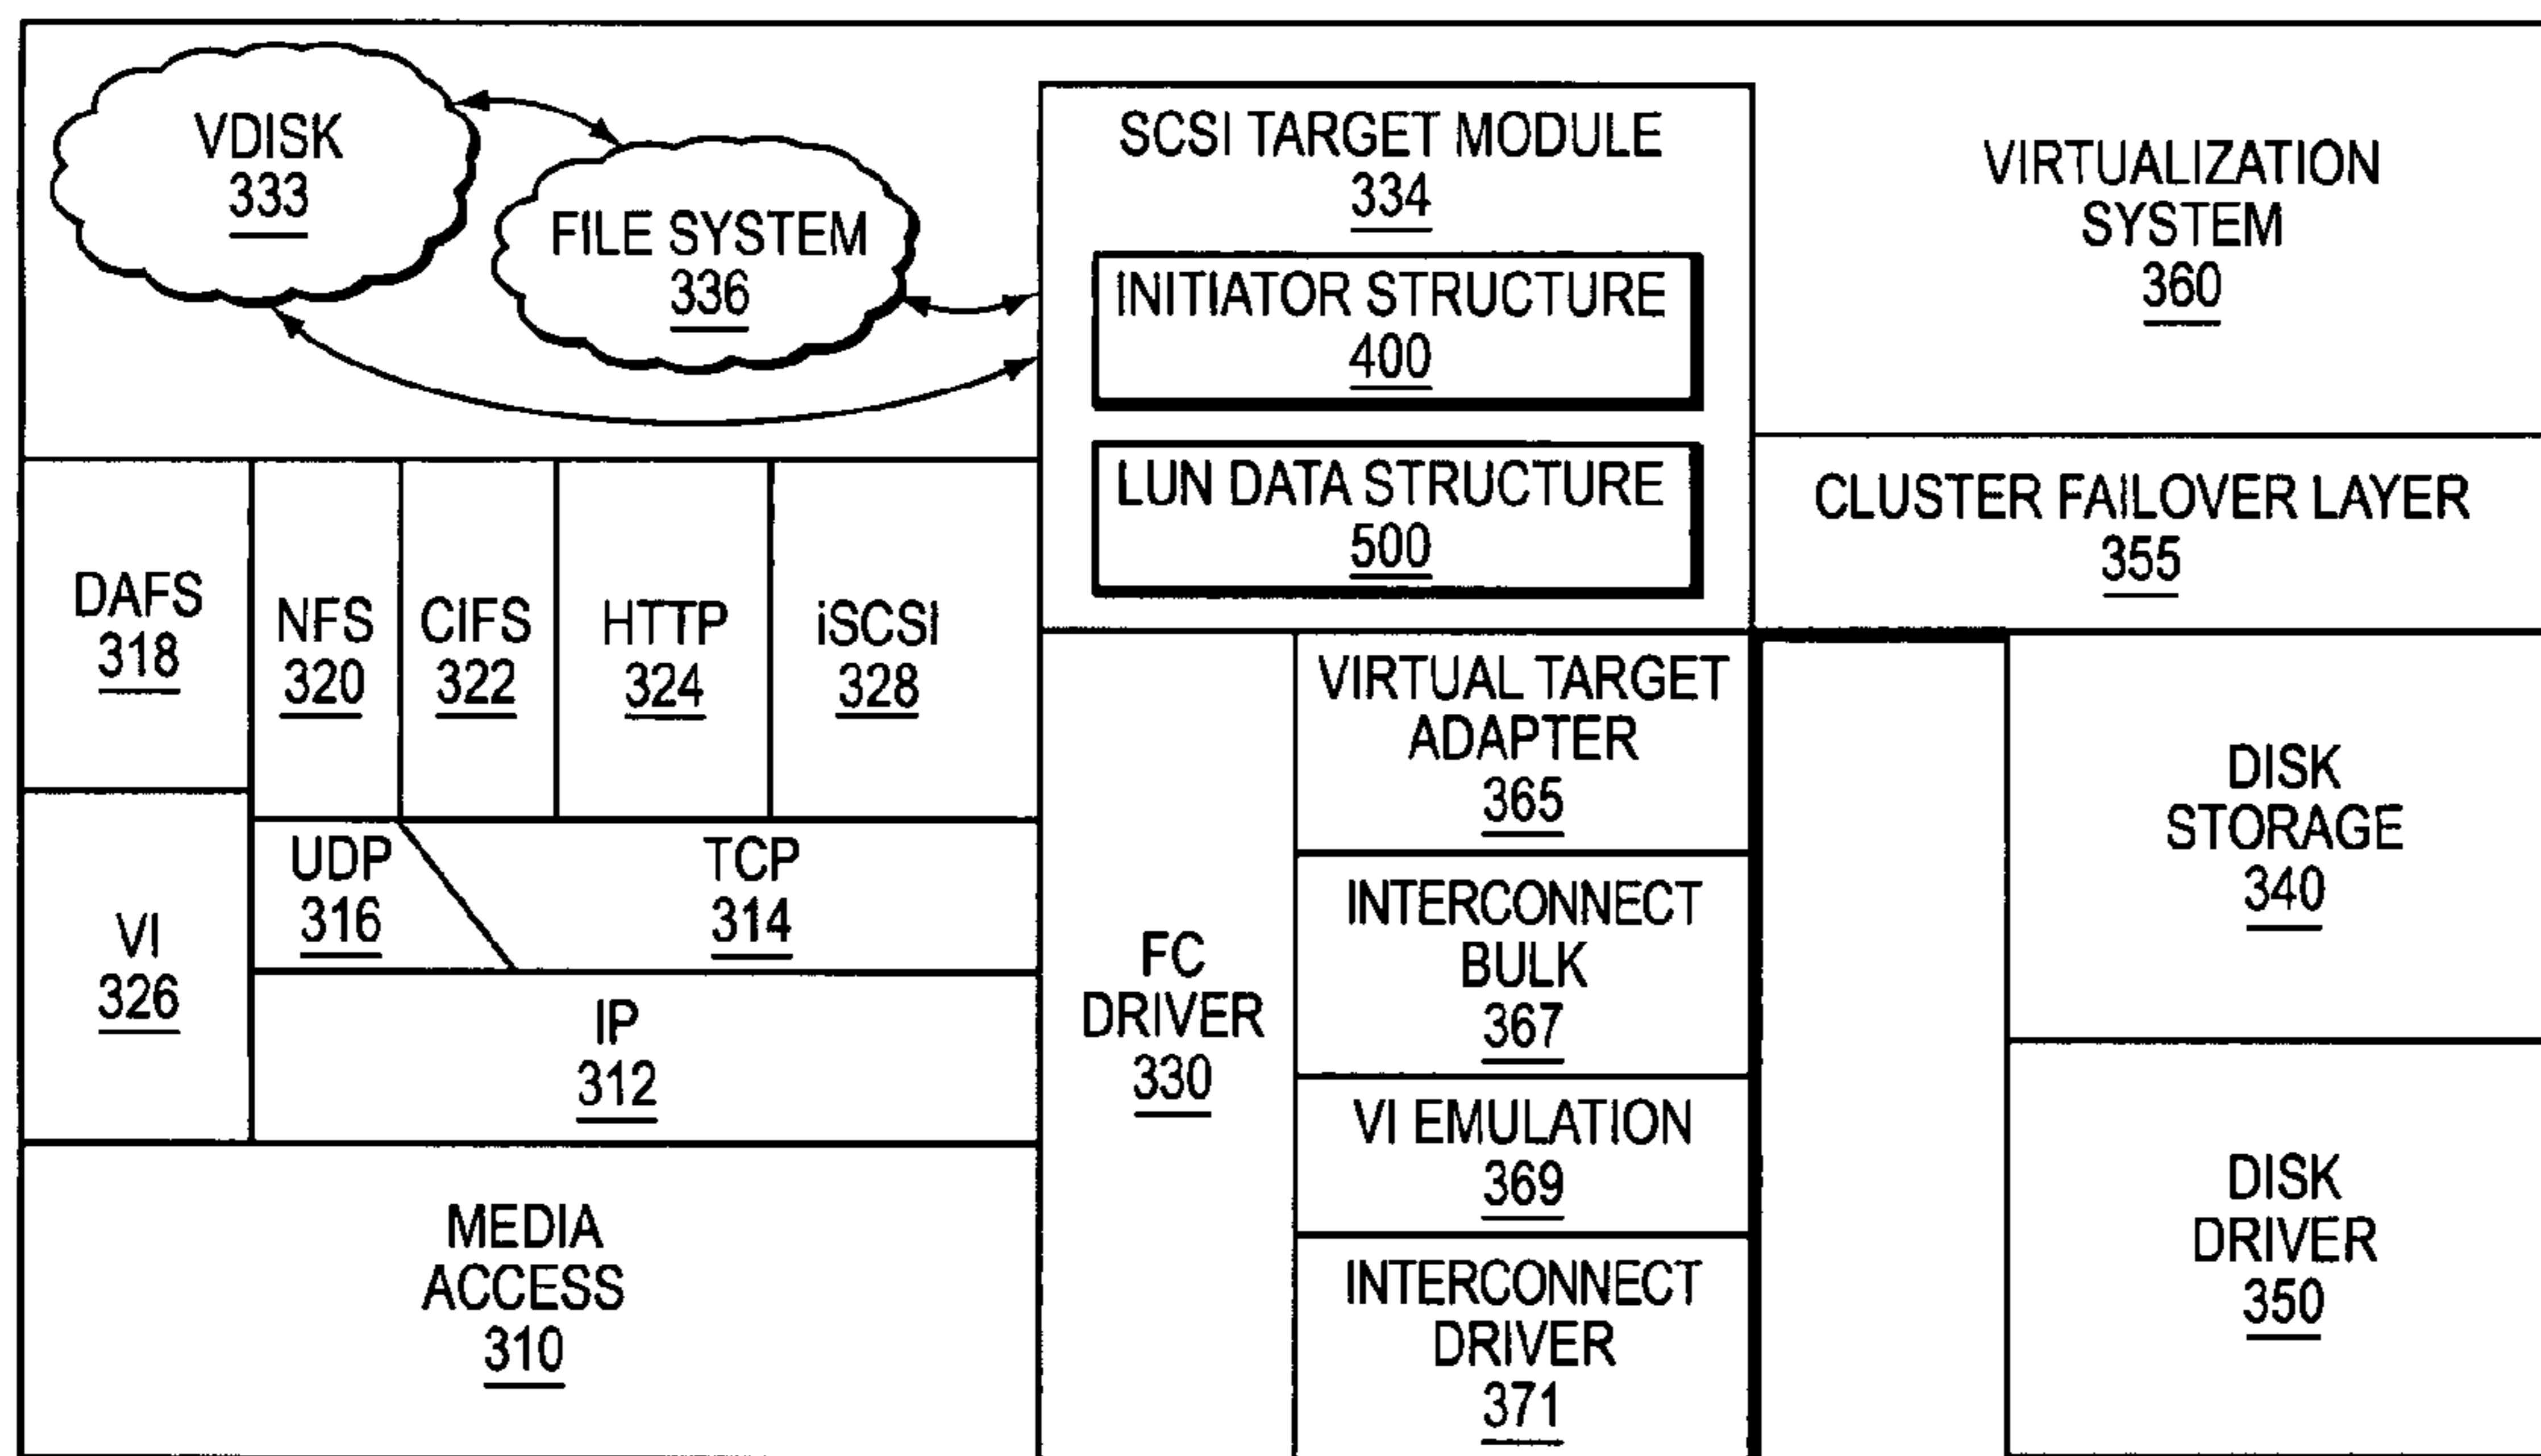 VDISK
333
FILE SYSTEM
336
SCSI TARGET MODULE
334
INITIATOR STRUCTURE
400
LUN DATA STRUCTURE
500
VIRTUALIZATION
SYSTEM
360
CLUSTER FAILOVER LAYER
355
DAFS
318
NFS
320
CIFS
322
HTTP
324
iSCSI
328
VI
326
UDP
316
TCP
314
IP
312
MEDIA
ACCESS
310
FC
DRIVER
330
VIRTUAL TARGET
ADAPTER
365
INTERCONNECT
BULK
367
VI EMULATION
369
INTERCONNECT
DRIVER
371
DISK
STORAGE
340
DISK
DRIVER
350